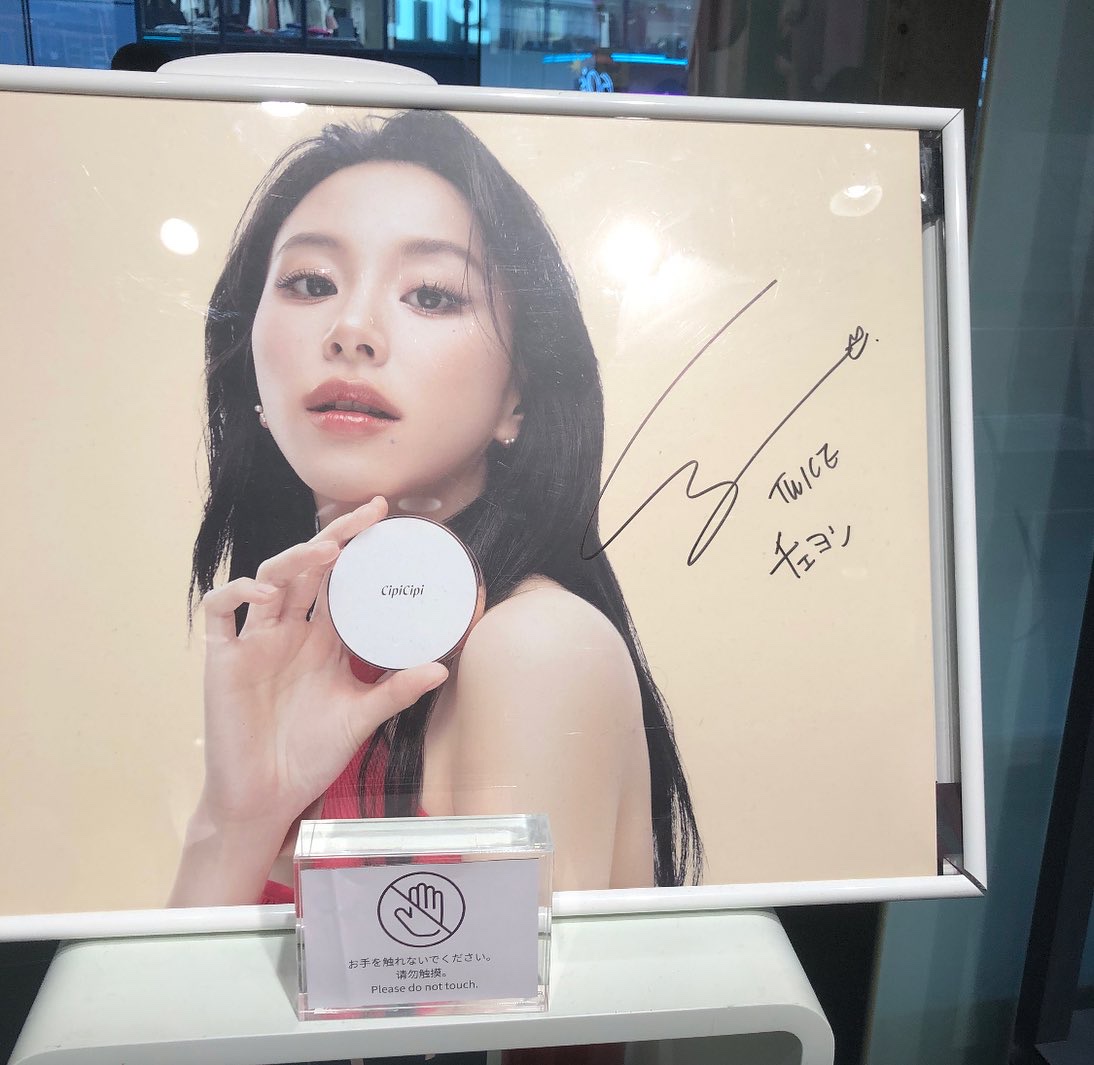 CipiCipi
TWICE
チェヨン
お手を触れないでください。
请勿触摸。
Please do not touch.